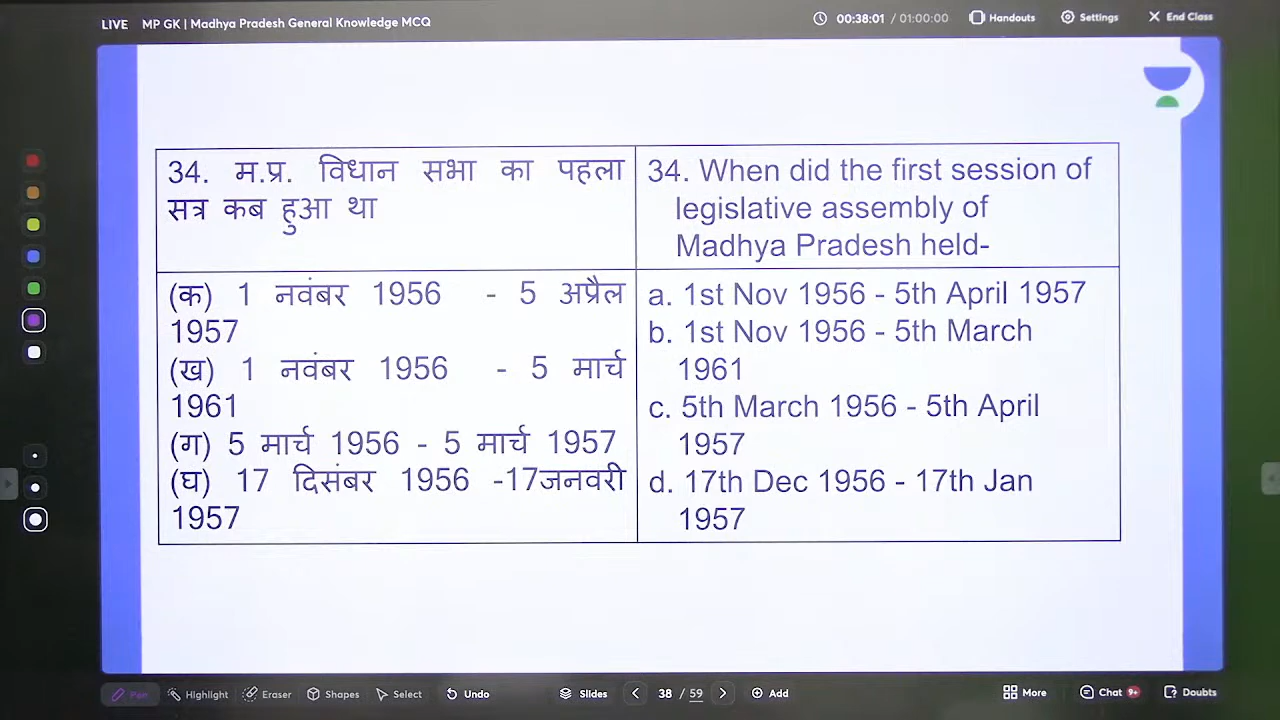 LIVE MP GK | Madhya Pradesh General Knowledge MCQ
00:38:01 / 01:00:00
Handouts
Settings
End Class
34. म.प्र. विधान सभा का पहला
सत्र कब हुआ था
34. When did the first session of
legislative assembly of
Madhya Pradesh held-
(क) 1 नवंबर 1956 - 5 अप्रैल
1957
(ख) 1 नवंबर 1956 - 5 मार्च
1961
(ग) 5 मार्च 1956 - 5 मार्च 1957
(घ) 17 दिसंबर 1956 -17जनवरी
1957
a. 1st Nov 1956 - 5th April 1957
b. 1st Nov 1956 - 5th March
1961
c. 5th March 1956 - 5th April
1957
d. 17th Dec 1956 - 17th Jan
1957
Pen
Highlight
Eraser
Shapes
Select
Undo
Slides
38 / 59
Add
More
Chat 9+
Doubts